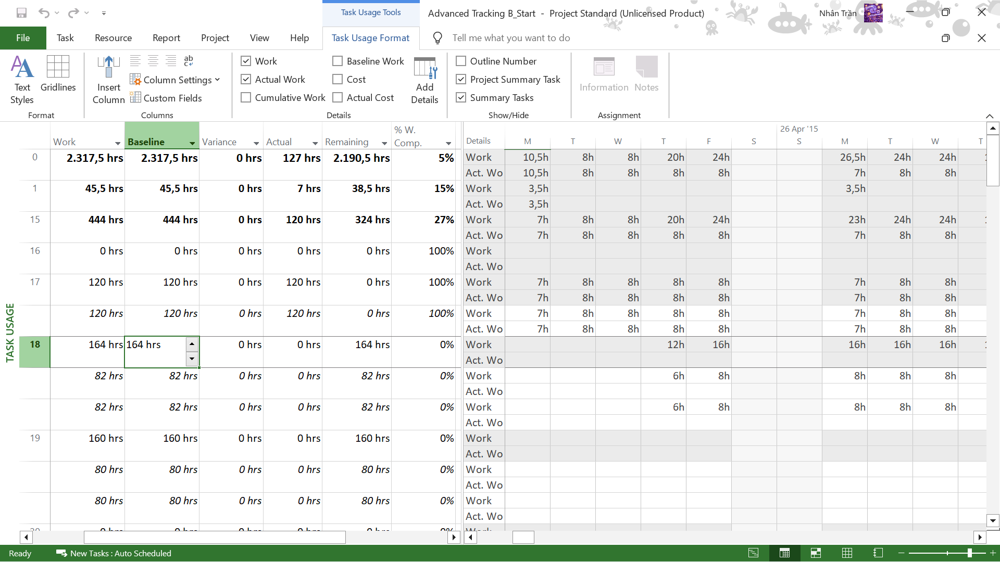 Task Usage Tools
Advanced Tracking B_Start - Project Standard (Unlicensed Product)
Nhân Trần
File Task Resource Report Project View Help Task Usage Format Tell me what you want to do
Text Styles
Gridlines
Format
Insert Column
ab c
Column Settings
Custom Fields
Columns
Work Baseline Work
Actual Work Cost
Cumulative Work Actual Cost
Add Details
Details
Outline Number
Project Summary Task
Summary Tasks
Show/Hide
Information Notes
Assignment
TASK USAGE
Work Baseline Variance Actual Remaining % W. Comp.
0 2.317,5 hrs 2.317,5 hrs 0 hrs 127 hrs 2.190,5 hrs 5%
1 45,5 hrs 45,5 hrs 0 hrs 7 hrs 38,5 hrs 15%
15 444 hrs 444 hrs 0 hrs 120 hrs 324 hrs 27%
16 0 hrs 0 hrs 0 hrs 0 hrs 0 hrs 100%
17 120 hrs 120 hrs 0 hrs 120 hrs 0 hrs 100%
120 hrs 120 hrs 0 hrs 120 hrs 0 hrs 100%
18 164 hrs 164 hrs 0 hrs 0 hrs 164 hrs 0%
82 hrs 82 hrs 0 hrs 0 hrs 82 hrs 0%
82 hrs 82 hrs 0 hrs 0 hrs 82 hrs 0%
19 160 hrs 160 hrs 0 hrs 0 hrs 160 hrs 0%
80 hrs 80 hrs 0 hrs 0 hrs 80 hrs 0%
80 hrs 80 hrs 0 hrs 0 hrs 80 hrs 0%
26 Apr '15
Details M T W T F S S M T W T
Work 10,5h 8h 8h 20h 24h 26,5h 24h 24h
Act. Wo 10,5h 8h 8h 8h 8h 7h 8h 8h
Work 3,5h 3,5h
Act. Wo 3,5h
Work 7h 8h 8h 20h 24h 23h 24h 24h
Act. Wo 7h 8h 8h 8h 8h 7h 8h 8h
Work
Act. Wo
Work 7h 8h 8h 8h 8h 7h 8h 8h
Act. Wo 7h 8h 8h 8h 8h 7h 8h 8h
Work 7h 8h 8h 8h 8h 7h 8h 8h
Act. Wo 7h 8h 8h 8h 8h 7h 8h 8h
Work 12h 16h 16h 16h 16h
Act. Wo
Work 6h 8h 8h 8h 8h
Act. Wo
Work 6h 8h 8h 8h 8h
Act. Wo
Work
Act. Wo
Work
Act. Wo
Work
Act. Wo
Ready New Tasks : Auto Scheduled